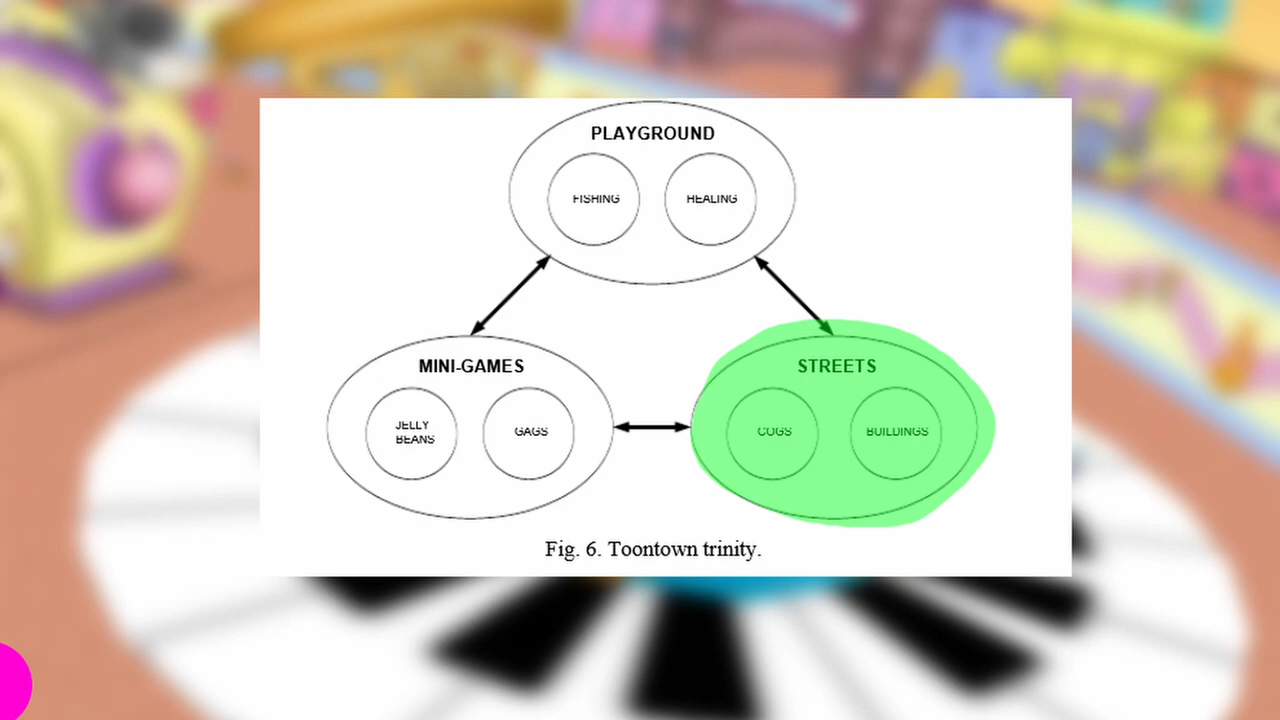 PLAYGROUND
FISHING
HEALING
MINI-GAMES
STREETS
JELLY
BEANS
GAGS
COGS
BUILDINGS
Fig. 6. Toontown trinity.